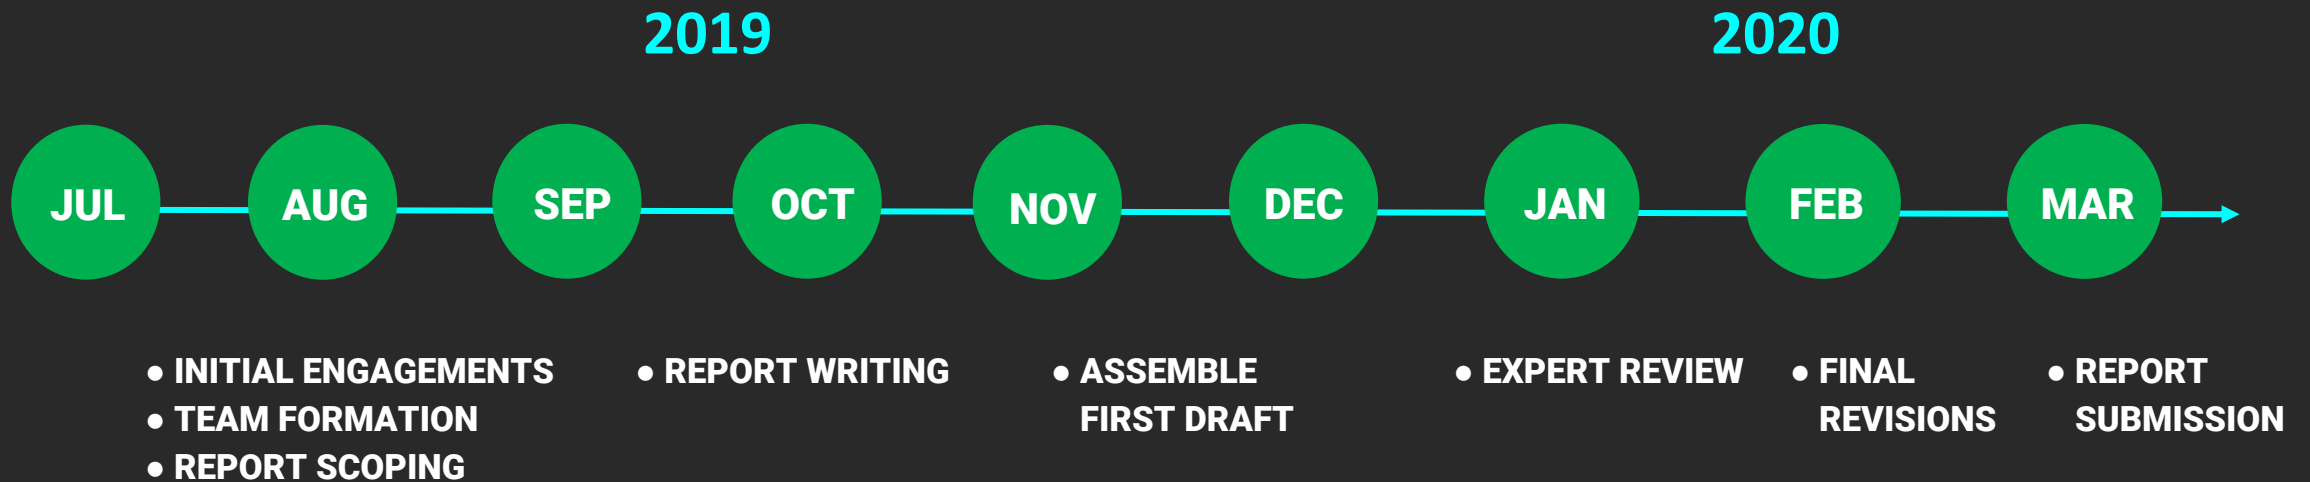 2019
2020
JUL
AUG
SEP
OCT
NOV
DEC
JAN
FEB
MAR
● INITIAL ENGAGEMENTS
● TEAM FORMATION
● REPORT SCOPING
● REPORT WRITING
● ASSEMBLE
FIRST DRAFT
● EXPERT REVIEW
● FINAL
REVISIONS
● REPORT
SUBMISSION